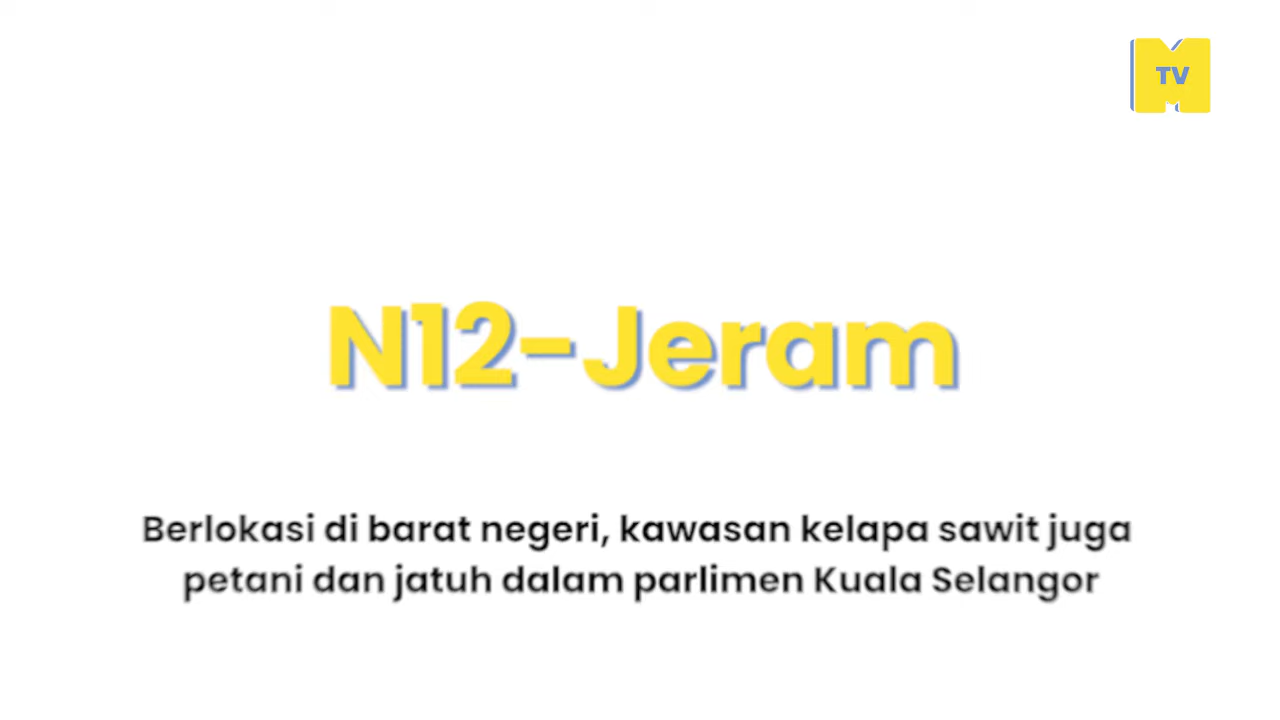 TV
N12-Jeram
Berlokasi di barat negeri, kawasan kelapa sawit juga
petani dan jatuh dalam parlimen Kuala Selangor